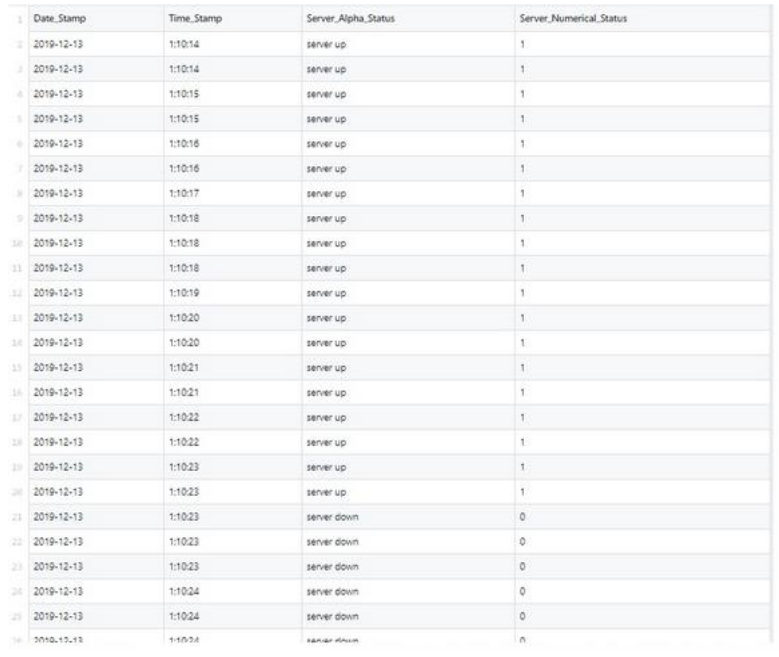 1 Date_Stamp Time_Stamp Server_Alpha_Status Server_Numerical_Status
2 2019-12-13 1:10:14 server up 1
3 2019-12-13 1:10:14 server up 1
4 2019-12-13 1:10:15 server up 1
5 2019-12-13 1:10:15 server up 1
6 2019-12-13 1:10:16 server up 1
7 2019-12-13 1:10:16 server up 1
8 2019-12-13 1:10:17 server up 1
9 2019-12-13 1:10:18 server up 1
10 2019-12-13 1:10:18 server up 1
11 2019-12-13 1:10:18 server up 1
12 2019-12-13 1:10:19 server up 1
13 2019-12-13 1:10:20 server up 1
14 2019-12-13 1:10:20 server up 1
15 2019-12-13 1:10:21 server up 1
16 2019-12-13 1:10:21 server up 1
17 2019-12-13 1:10:22 server up 1
18 2019-12-13 1:10:22 server up 1
19 2019-12-13 1:10:23 server up 1
20 2019-12-13 1:10:23 server up 1
21 2019-12-13 1:10:23 server down 0
22 2019-12-13 1:10:23 server down 0
23 2019-12-13 1:10:23 server down 0
24 2019-12-13 1:10:24 server down 0
25 2019-12-13 1:10:24 server down 0
26 2019-12-13 1:10:24 server down 0